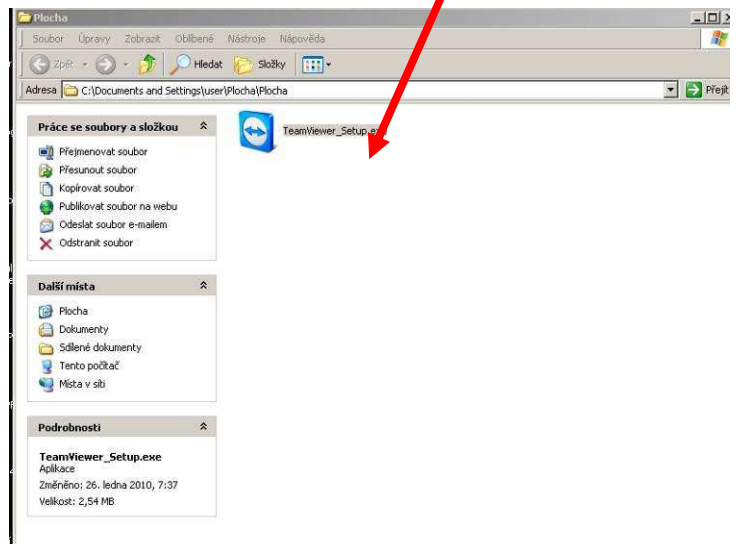 Plocha
Soubor Úpravy Zobrazit Oblíbené Nástroje Nápověda
Zpět Hledat Složky
Adresa C:\Documents and Settings\user\Plocha\Plocha Přejít
Práce se soubory a složkou
Přejmenovat soubor
Přesunout soubor
Kopírovat soubor
Publikovat soubor na webu
Odeslat soubor e-mailem
Odstranit soubor
TeamViewer_Setup.exe
Další místa
Plocha
Dokumenty
Sdílené dokumenty
Tento počítač
Místa v síti
Podrobnosti
TeamViewer_Setup.exe
Aplikace
Změněno: 26. ledna 2010, 7:37
Velikost: 2,54 MB